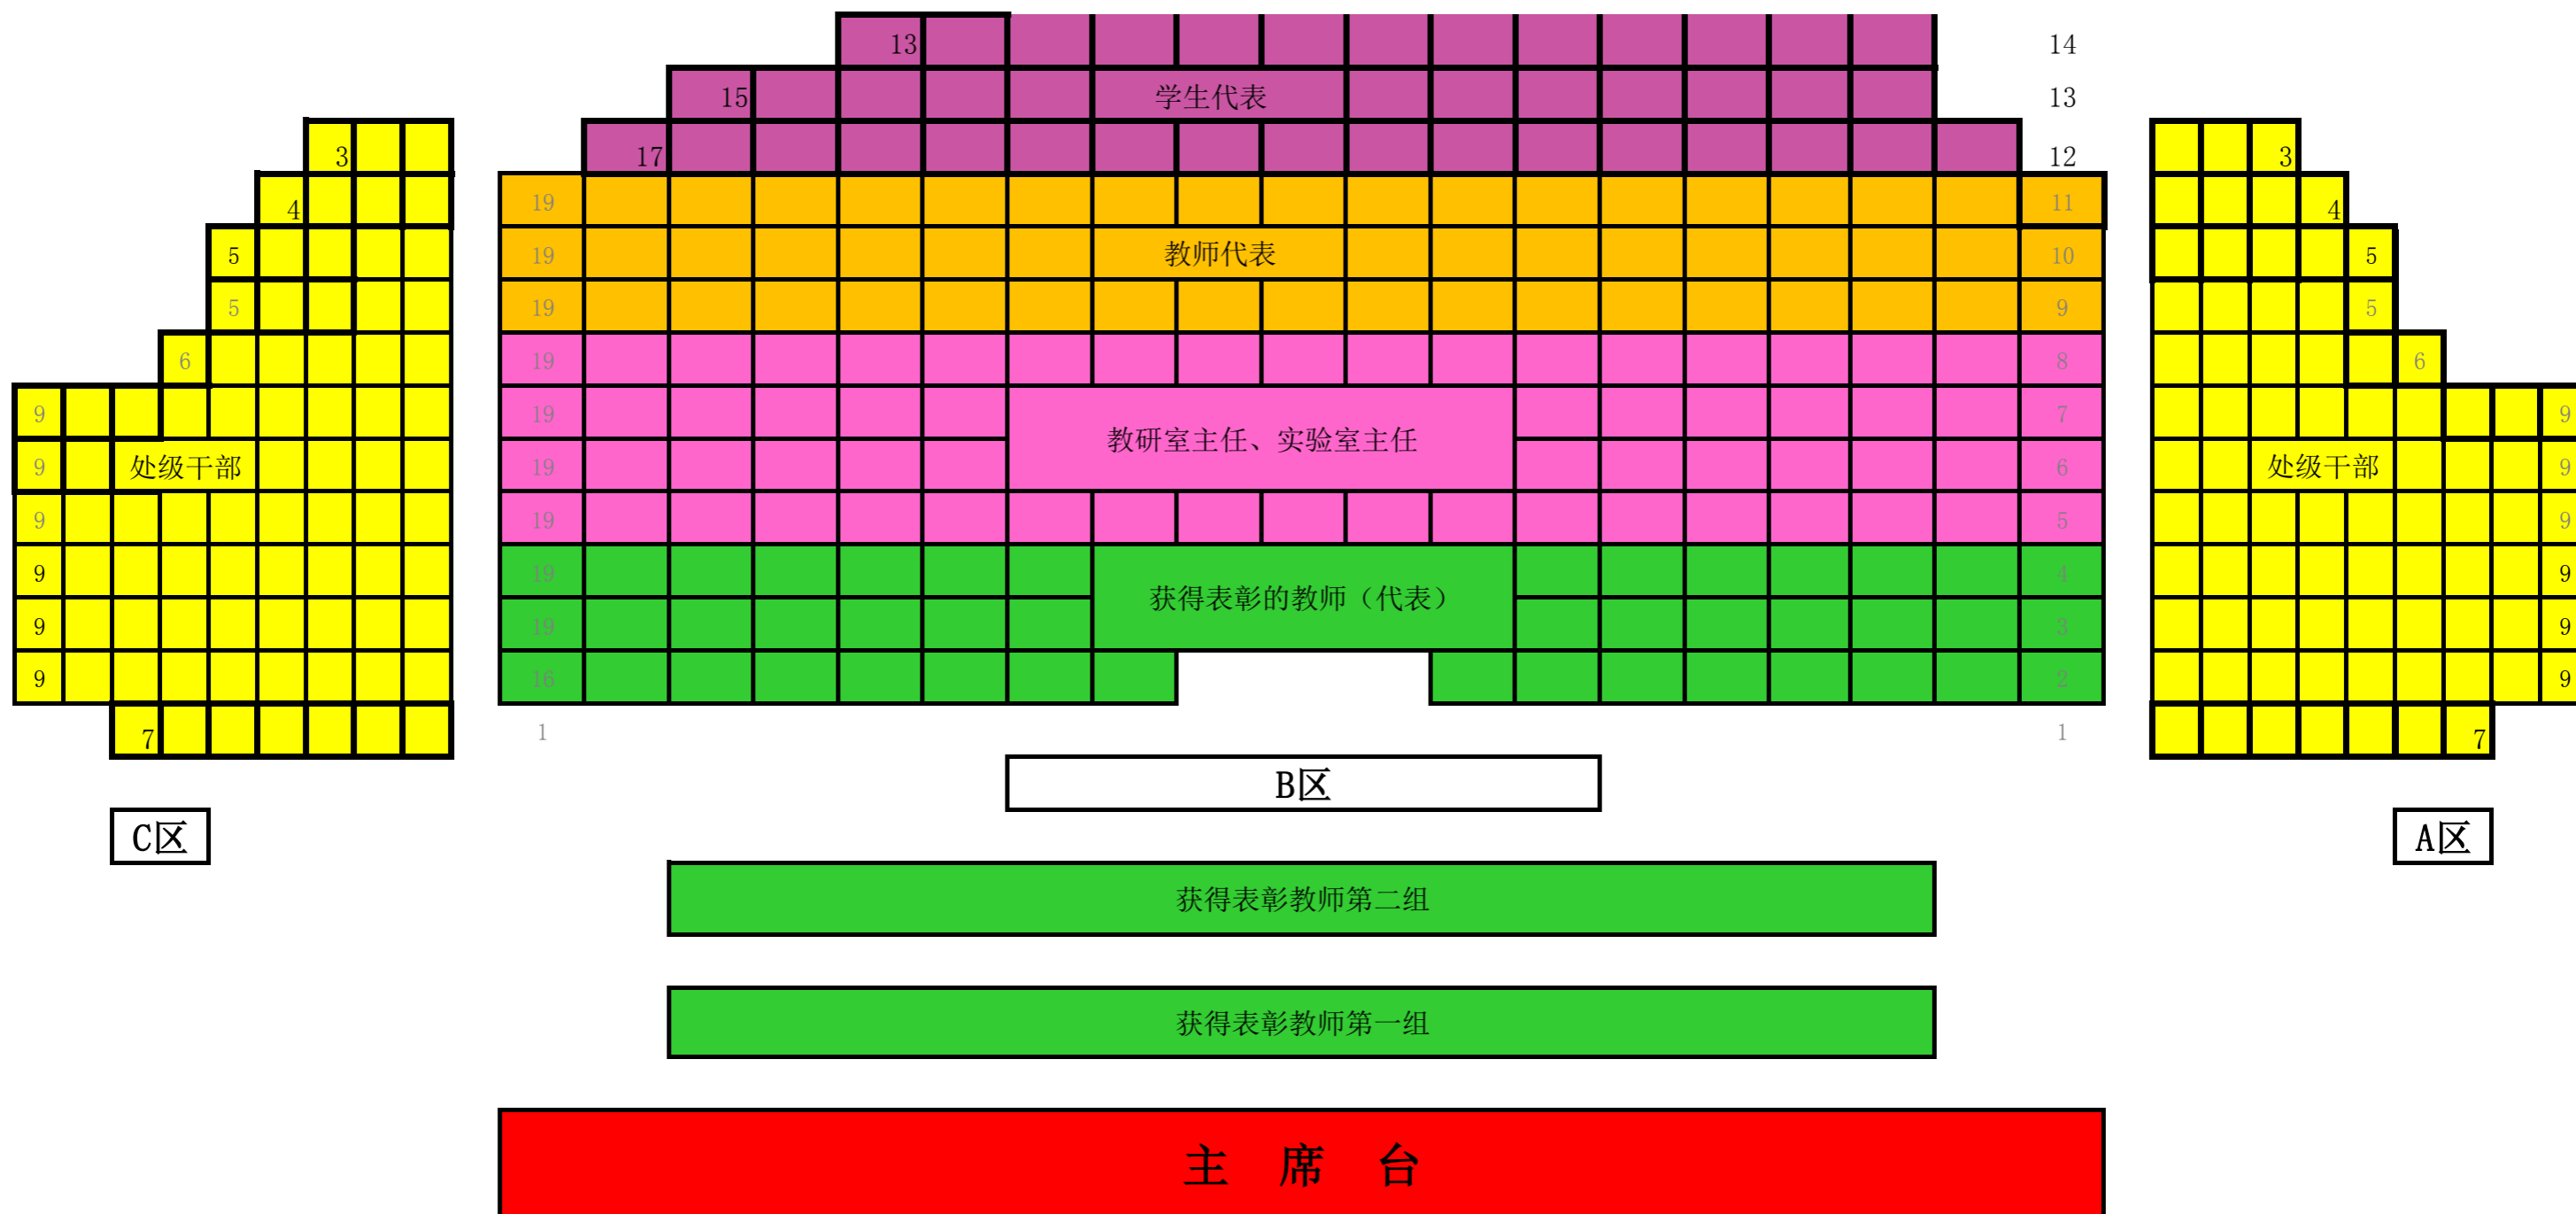 13 14
15 学生代表 13
3 17 12 3
4 19 11 4
5 19 教师代表 10 5
5 19 9 5
6 19 8 6
9 19 7 9
教研室主任、实验室主任
9 处级干部 19 6 处级干部 9
9 19 5 9
9 19 4 9
获得表彰的教师（代表）
9 19 3 9
9 16 2 9
7 1 1 7
B区
C区 A区
获得表彰教师第二组
获得表彰教师第一组
主 席 台